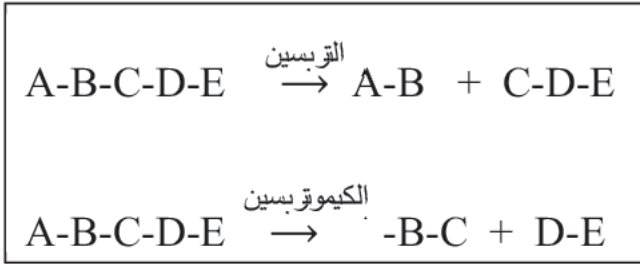 التربسين
A-B-C-D-E → A-B + C-D-E
الكيموتربسين
A-B-C-D-E → -B-C + D-E